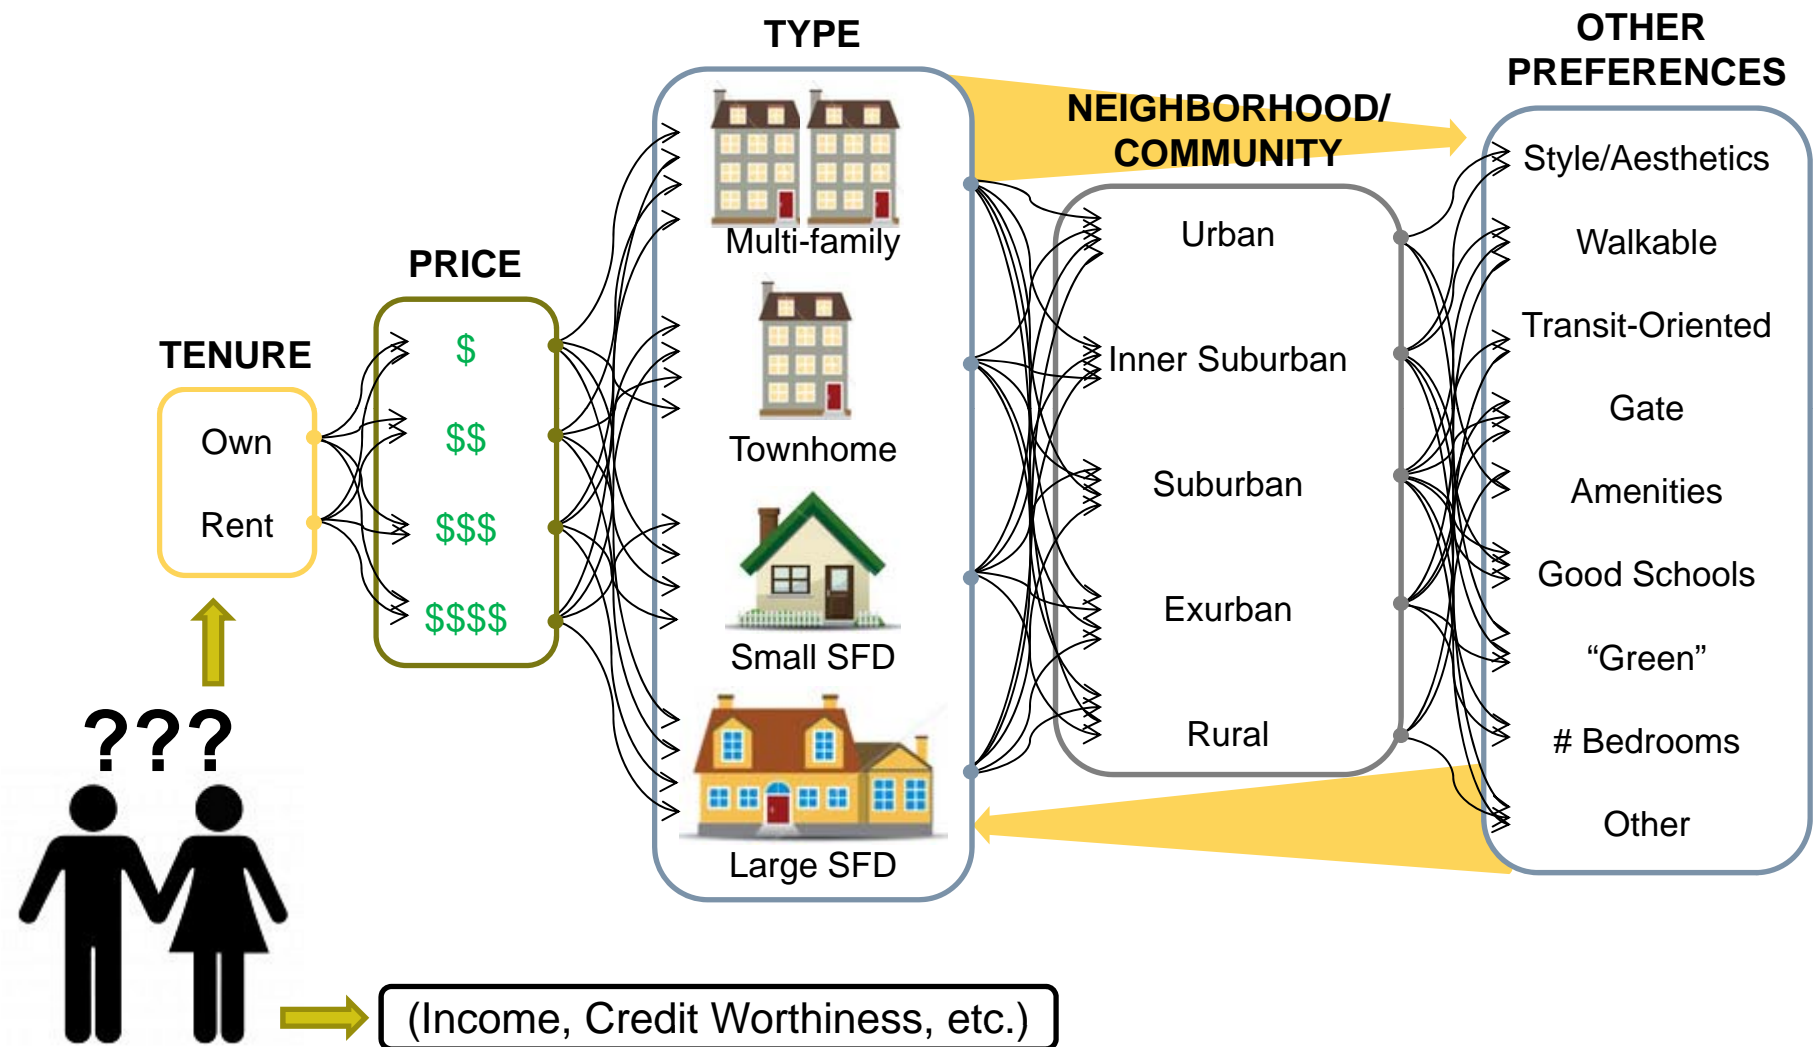 TENURE
Own
Rent
PRICE
$
$$
$$$
$$$$
TYPE
Multi-family
Townhome
Small SFD
Large SFD
NEIGHBORHOOD/
COMMUNITY
Urban
Inner Suburban
Suburban
Exurban
Rural
OTHER
PREFERENCES
Style/Aesthetics
Walkable
Transit-Oriented
Gate
Amenities
Good Schools
“Green”
# Bedrooms
Other
???
(Income, Credit Worthiness, etc.)